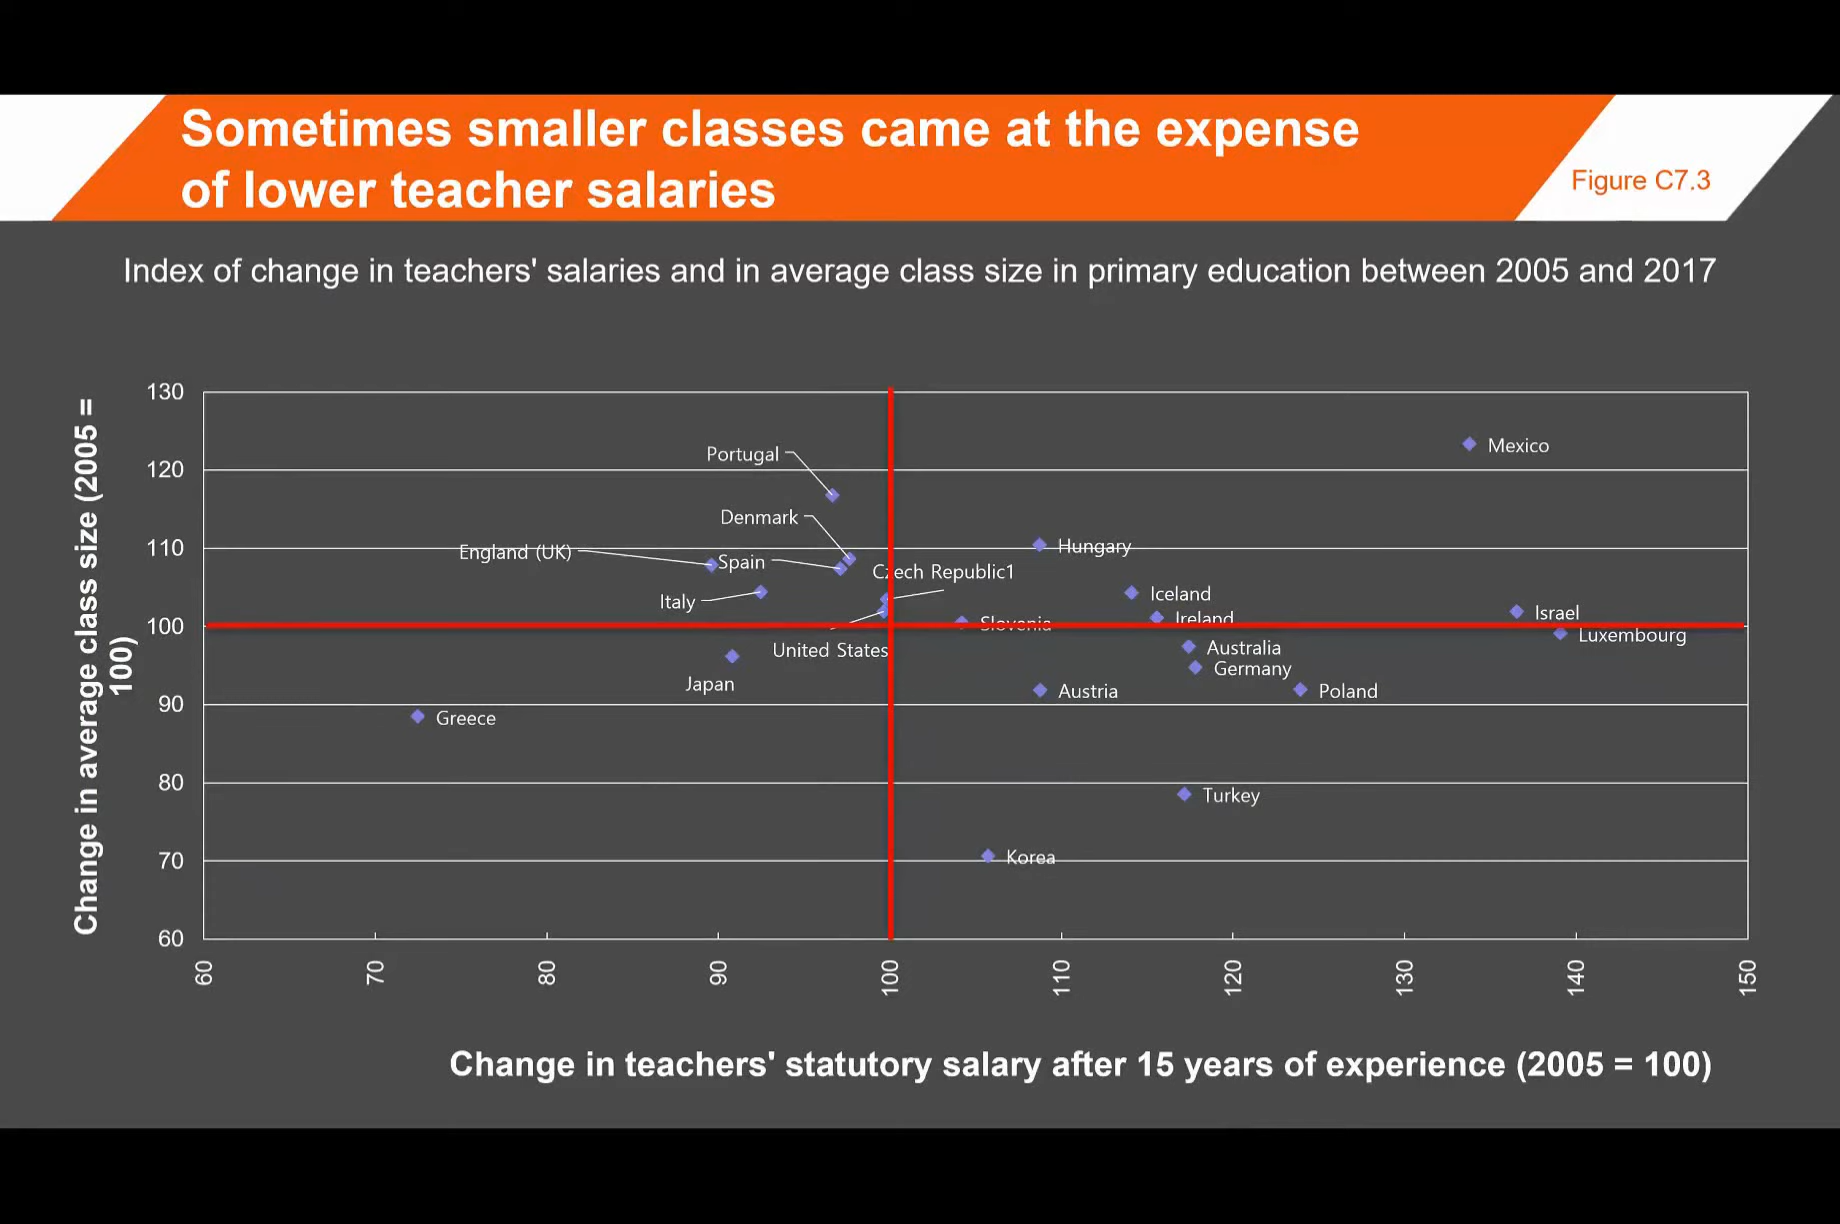 Sometimes smaller classes came at the expense
of lower teacher salaries
Figure C7.3
Index of change in teachers' salaries and in average class size in primary education between 2005 and 2017
Change in average class size (2005 =
100)
130
120
110
100
90
80
70
60
Portugal
Mexico
Denmark
England (UK)
Spain
Hungary
Czech Republic1
Italy
Iceland
Israel
Slovenia
Ireland
Luxembourg
United States
Australia
Germany
Japan
Austria
Poland
Greece
Turkey
Korea
60
70
80
90
100
110
120
130
140
150
Change in teachers' statutory salary after 15 years of experience (2005 = 100)